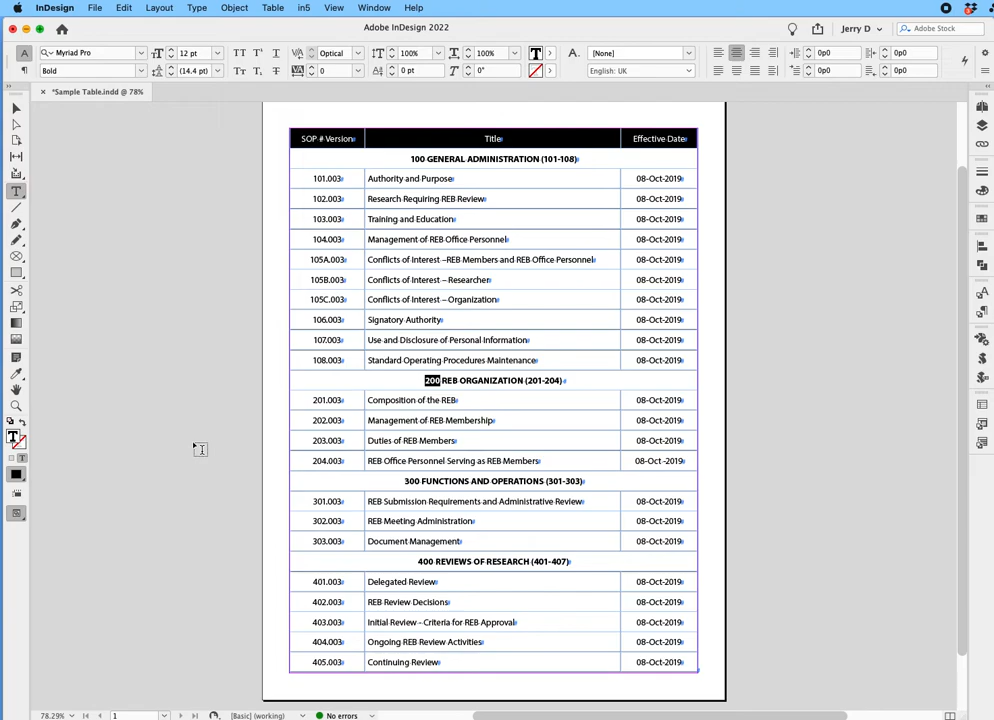 InDesign File Edit Layout Type Object Table View Window Help
Adobe InDesign 2022
Jerry D
Adobe Stock
A Myriad Pro 12 pt TT T¹ T Optical 100% 100% T A. [None] 0p0 0p0
¶ Bold (14.4 pt) Tt T₁ T 0 0 pt 0° English: UK 0p0 0p0
*Sample Table.indd @ 78%
SOP # Version Title Effective Date
100 GENERAL ADMINISTRATION (101-108)
101.003 Authority and Purpose 08-Oct-2019
102.003 Research Requiring REB Review 08-Oct-2019
103.003 Training and Education 08-Oct-2019
104.003 Management of REB Office Personnel 08-Oct-2019
105A.003 Conflicts of Interest –REB Members and REB Office Personnel 08-Oct-2019
105B.003 Conflicts of Interest – Researcher 08-Oct-2019
105C.003 Conflicts of Interest – Organization 08-Oct-2019
106.003 Signatory Authority 08-Oct-2019
107.003 Use and Disclosure of Personal Information 08-Oct-2019
108.003 Standard Operating Procedures Maintenance 08-Oct-2019
200 REB ORGANIZATION (201-204)
201.003 Composition of the REB 08-Oct-2019
202.003 Management of REB Membership 08-Oct-2019
203.003 Duties of REB Members 08-Oct-2019
204.003 REB Office Personnel Serving as REB Members 08-Oct -2019
300 FUNCTIONS AND OPERATIONS (301-303)
301.003 REB Submission Requirements and Administrative Review 08-Oct-2019
302.003 REB Meeting Administration 08-Oct-2019
303.003 Document Management 08-Oct-2019
400 REVIEWS OF RESEARCH (401-407)
401.003 Delegated Review 08-Oct-2019
402.003 REB Review Decisions 08-Oct-2019
403.003 Initial Review - Criteria for REB Approval 08-Oct-2019
404.003 Ongoing REB Review Activities 08-Oct-2019
405.003 Continuing Review 08-Oct-2019
78.29% 1 [Basic] (working) No errors